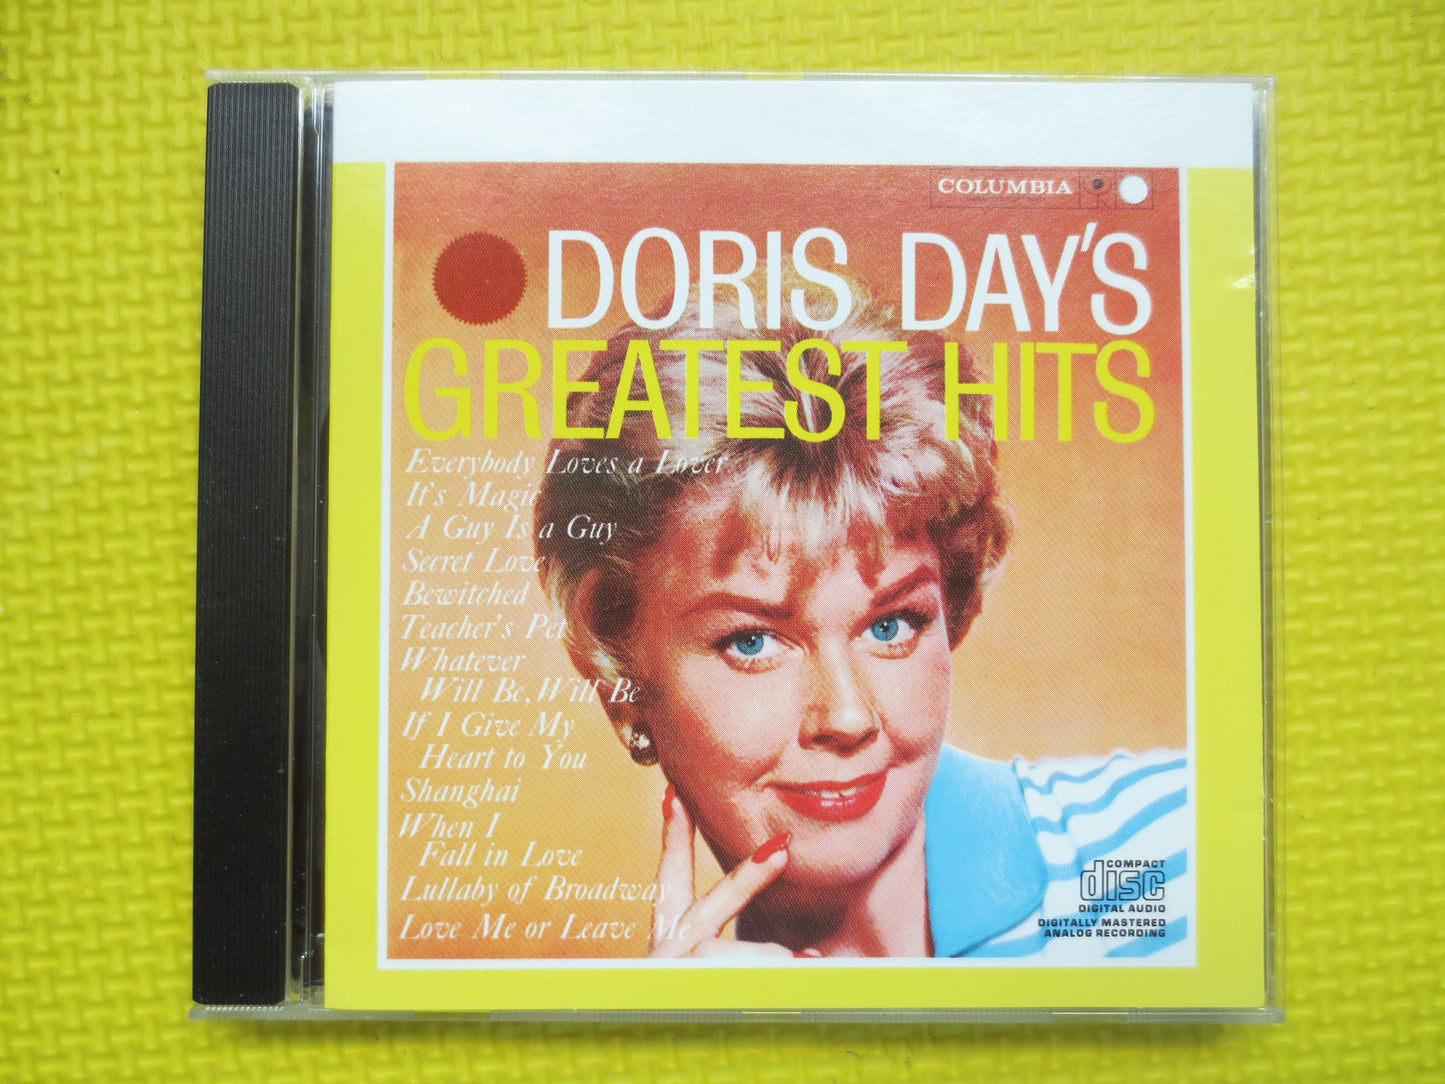 COLUMBIA
DORIS DAY'S
GREATEST HITS
Everybody Loves a Lover
It's Magic
A Guy Is a Guy
Secret Love
Bewitched
Teacher's Pet
Whatever
Will Be, Will Be
If I Give My
Heart to You
Shanghai
When I
Fall in Love
Lullaby of Broadway
Love Me or Leave Me
COMPACT
disc
DIGITAL AUDIO
DIGITALLY MASTERED
ANALOG RECORDING